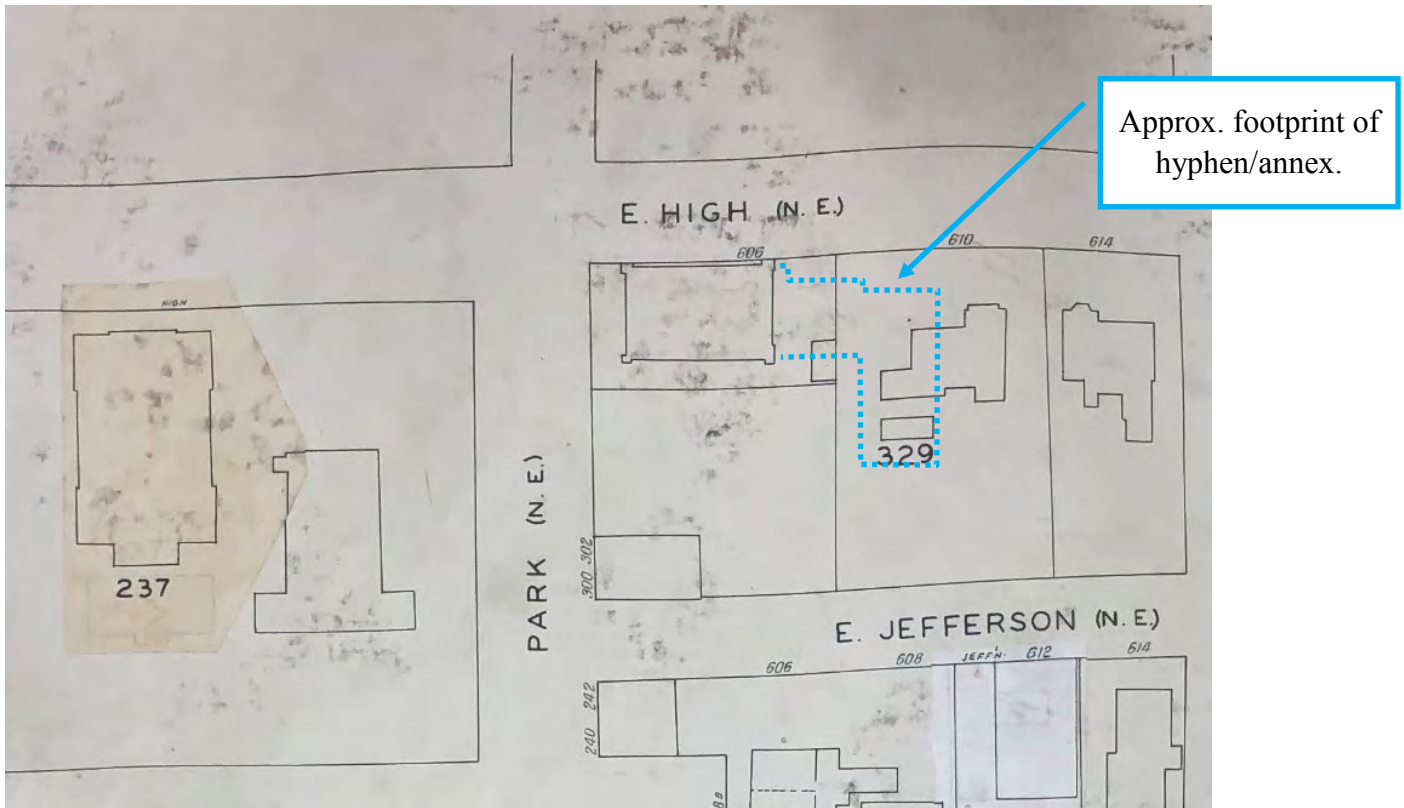 Approx. footprint of
hyphen/annex.
E. HIGH (N. E.)
606
610
614
HIGH
329
237
PARK (N. E.)
302
300
E. JEFFERSON (N. E.)
606
608
JEFF'N.
612
614
242
240